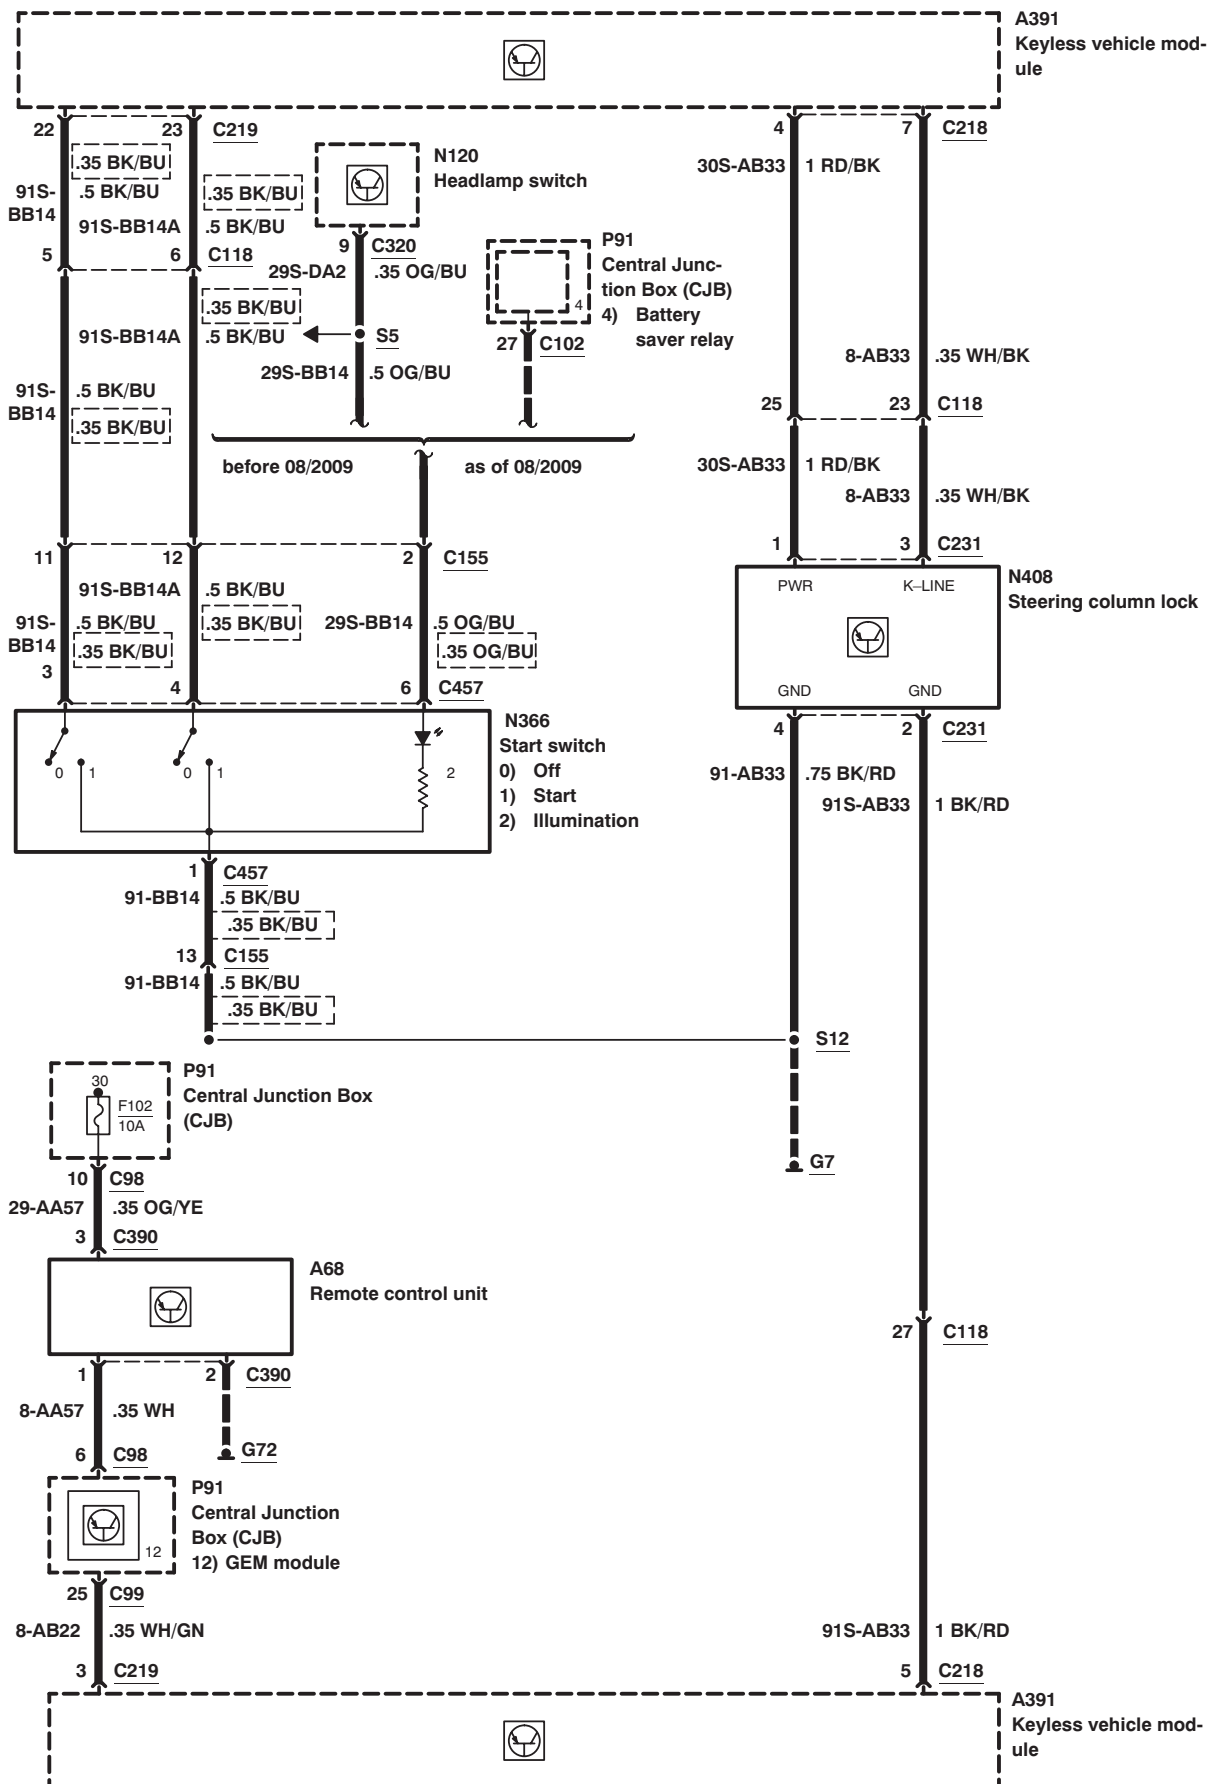 A391
Keyless vehicle mod-
ule
22
23
C219
4
7
C218
.35 BK/BU
91S-
BB14
.5 BK/BU
.35 BK/BU
91S-BB14A
.5 BK/BU
N120
Headlamp switch
30S-AB33
1 RD/BK
5
6
C118
9
C320
29S-DA2
.35 OG/BU
P91
Central Junc-
tion Box (CJB)
4) Battery
saver relay
4
.35 BK/BU
91S-BB14A
.5 BK/BU
S5
27
C102
29S-BB14
.5 OG/BU
8-AB33
.35 WH/BK
91S-
BB14
.5 BK/BU
.35 BK/BU
25
23
C118
before 08/2009
as of 08/2009
30S-AB33
1 RD/BK
8-AB33
.35 WH/BK
11
12
2
C155
1
3
C231
91S-BB14A
.5 BK/BU
.35 BK/BU
91S-
BB14
.5 BK/BU
.35 BK/BU
29S-BB14
.5 OG/BU
.35 OG/BU
PWR
K–LINE
N408
Steering column lock
GND
GND
3
4
6
C457
4
2
C231
0
1
0
1
2
N366
Start switch
0) Off
1) Start
2) Illumination
91-AB33
.75 BK/RD
91S-AB33
1 BK/RD
1
C457
91-BB14
.5 BK/BU
.35 BK/BU
13
C155
91-BB14
.5 BK/BU
.35 BK/BU
S12
P91
Central Junction Box
(CJB)
30
F102
10A
G7
10
C98
29-AA57
.35 OG/YE
3
C390
A68
Remote control unit
27
C118
1
2
C390
8-AA57
.35 WH
6
C98
G72
P91
Central Junction
Box (CJB)
12) GEM module
12
25
C99
8-AB22
.35 WH/GN
91S-AB33
1 BK/RD
3
C219
5
C218
A391
Keyless vehicle mod-
ule